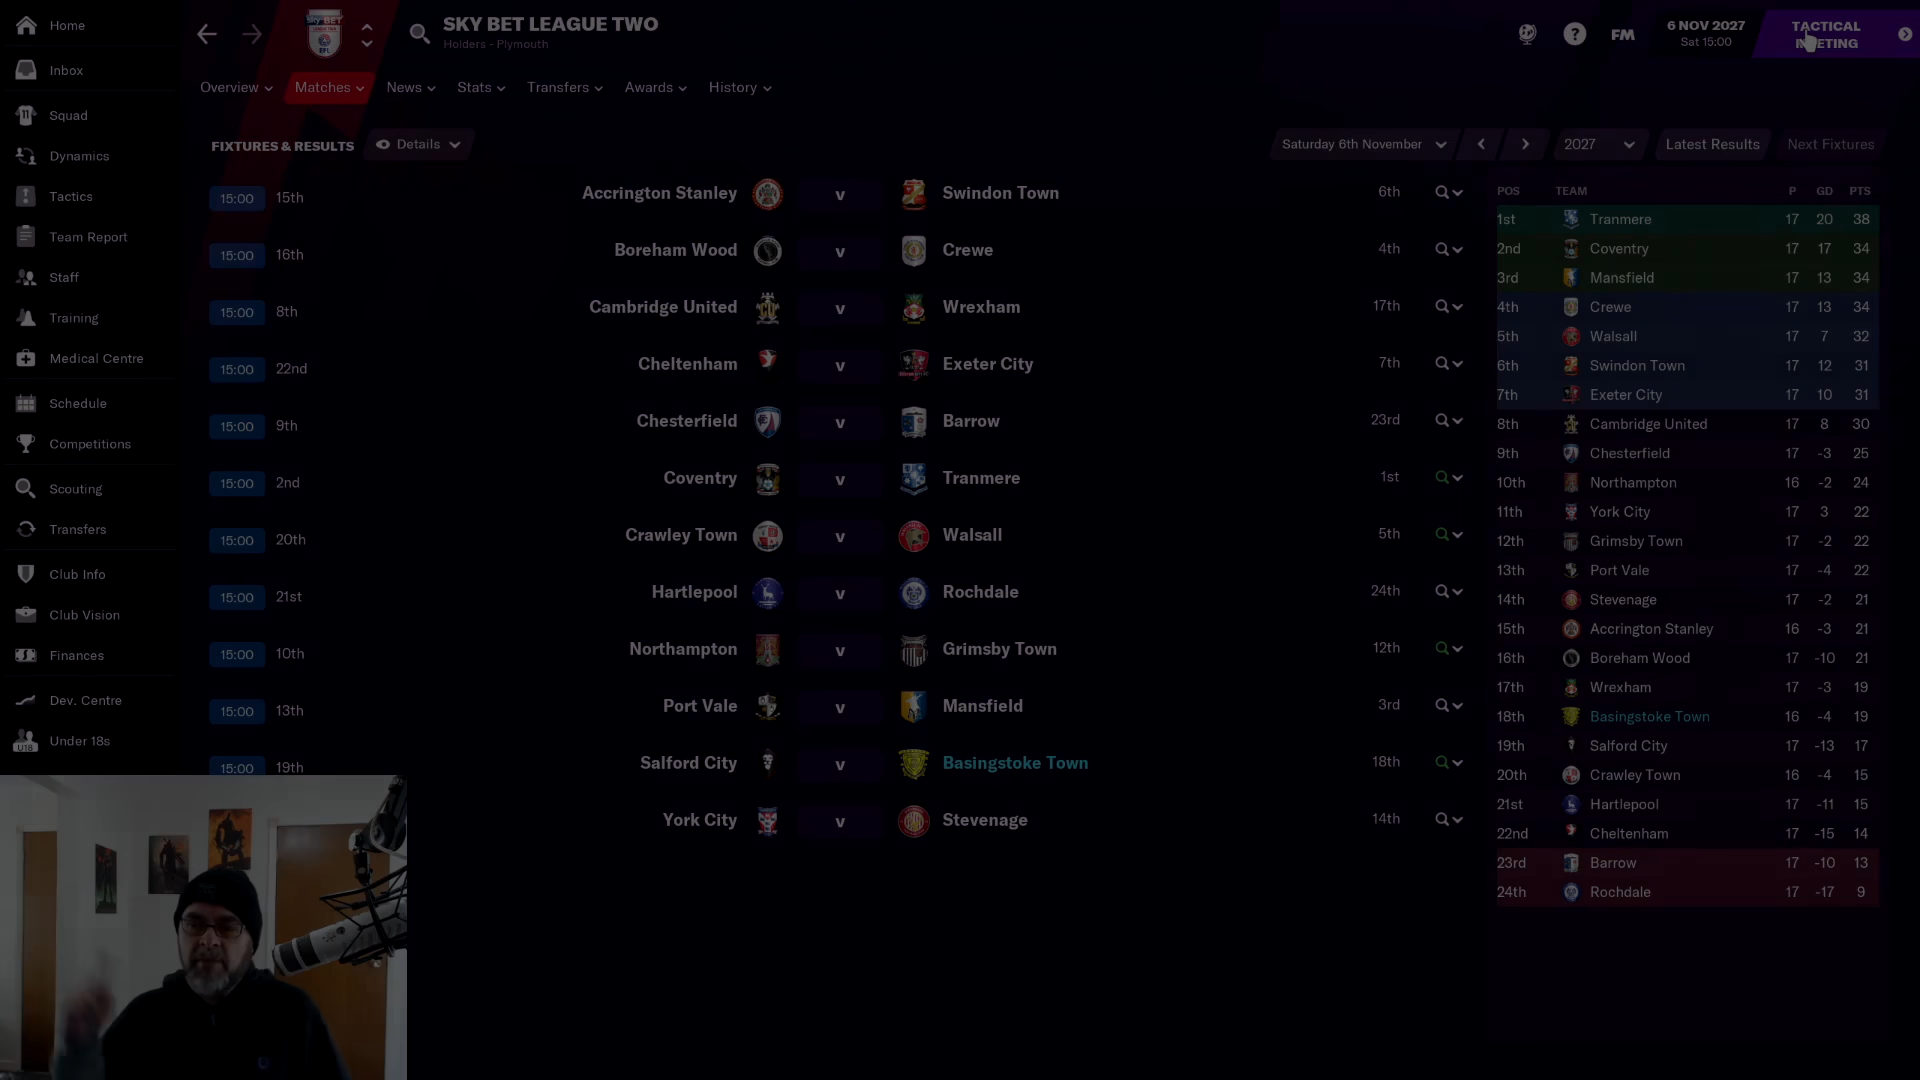 Home
Inbox
Squad
Dynamics
Tactics
Team Report
Staff
Training
Medical Centre
Schedule
Competitions
Scouting
Transfers
Club Info
Club Vision
Finances
Dev. Centre
Under 18s
SKY BET LEAGUE TWO
Holders - Plymouth
FM
6 NOV 2027
Sat 15:00
TACTICAL
MEETING
Overview Matches News Stats Transfers Awards History
FIXTURES & RESULTS Details
Saturday 6th November 2027 Latest Results Next Fixtures
15:00 15th Accrington Stanley v Swindon Town 6th
15:00 16th Boreham Wood v Crewe 4th
15:00 8th Cambridge United v Wrexham 17th
15:00 22nd Cheltenham v Exeter City 7th
15:00 9th Chesterfield v Barrow 23rd
15:00 2nd Coventry v Tranmere 1st
15:00 20th Crawley Town v Walsall 5th
15:00 21st Hartlepool v Rochdale 24th
15:00 10th Northampton v Grimsby Town 12th
15:00 13th Port Vale v Mansfield 3rd
15:00 19th Salford City v Basingstoke Town 18th
York City v Stevenage 14th
POS TEAM P GD PTS
1st Tranmere 17 20 38
2nd Coventry 17 17 34
3rd Mansfield 17 13 34
4th Crewe 17 13 34
5th Walsall 17 7 32
6th Swindon Town 17 12 31
7th Exeter City 17 10 31
8th Cambridge United 17 8 30
9th Chesterfield 17 -3 25
10th Northampton 16 -2 24
11th York City 17 3 22
12th Grimsby Town 17 -2 22
13th Port Vale 17 -4 22
14th Stevenage 17 -2 21
15th Accrington Stanley 16 -3 21
16th Boreham Wood 17 -10 21
17th Wrexham 17 -3 19
18th Basingstoke Town 16 -4 19
19th Salford City 17 -13 17
20th Crawley Town 16 -4 15
21st Hartlepool 17 -11 15
22nd Cheltenham 17 -15 14
23rd Barrow 17 -10 13
24th Rochdale 17 -17 9